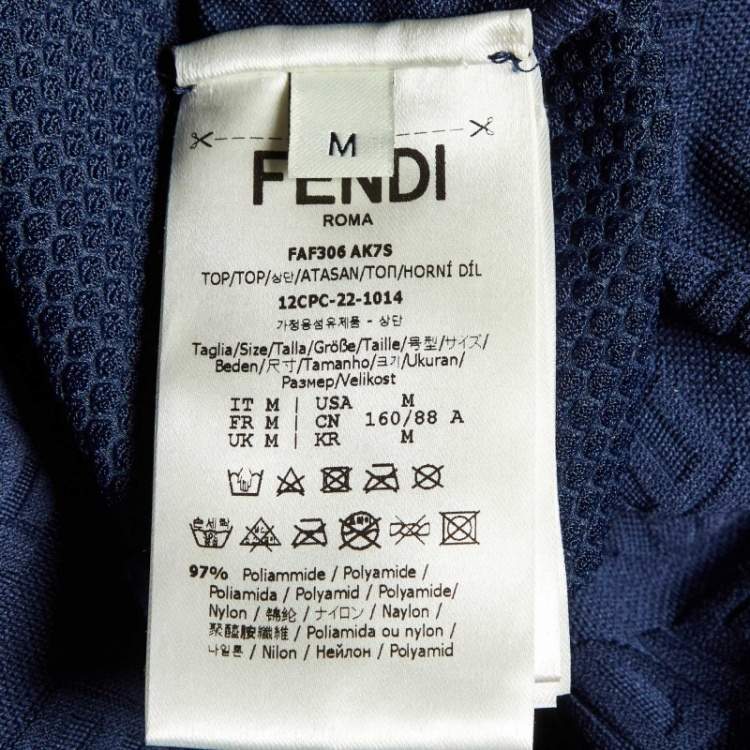 M
FENDI
ROMA
FAF306 AK7S
TOP/TOP/상단/ATASAN/ТОП/HORNÍ DÍL
12CPC-22-1014
가정용섬유제품 - 상단
Taglia/Size/Talla/Größe/Taille/号型/サイズ/
Beden/尺寸/Tamanho/크기/Ukuran/
Размер/Velikost
IT M | USA M
FR M | CN 160/88 A
UK M | KR M
손세탁
97% Poliammide / Polyamide /
Poliamida / Polyamid / Polyamide/
Nylon / 锦纶 / ナイロン / Naylon /
聚醯胺纖維 / Poliamida ou nylon /
나일론 / Nilon / Нейлон / Polyamid